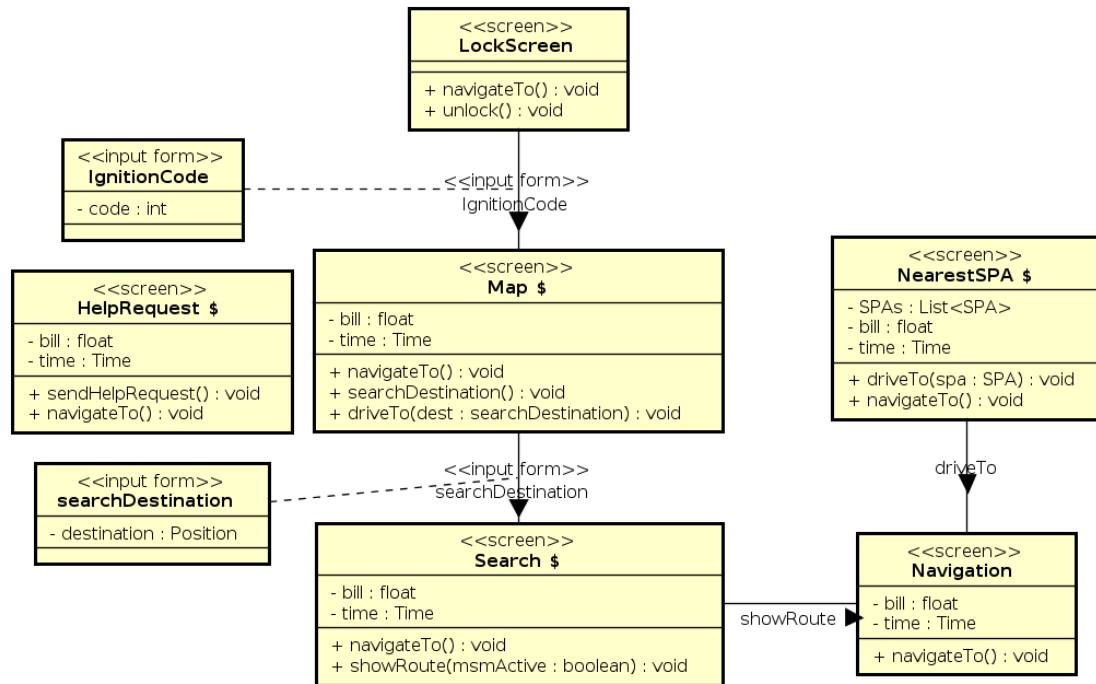 <<screen>>
LockScreen
+ navigateTo() : void
+ unlock() : void
<<input form>>
IgnitionCode
- code : int
<<input form>>
IgnitionCode
<<screen>>
HelpRequest $
- bill : float
- time : Time
+ sendHelpRequest() : void
+ navigateTo() : void
<<screen>>
Map $
- bill : float
- time : Time
+ navigateTo() : void
+ searchDestination() : void
+ driveTo(dest : searchDestination) : void
<<screen>>
NearestSPA $
- SPAs : List<SPA>
- bill : float
- time : Time
+ driveTo(spa : SPA) : void
+ navigateTo() : void
<<input form>>
searchDestination
- destination : Position
<<input form>>
searchDestination
driveTo
<<screen>>
Search $
- bill : float
- time : Time
+ navigateTo() : void
+ showRoute(msmActive : boolean) : void
showRoute
<<screen>>
Navigation
- bill : float
- time : Time
+ navigateTo() : void